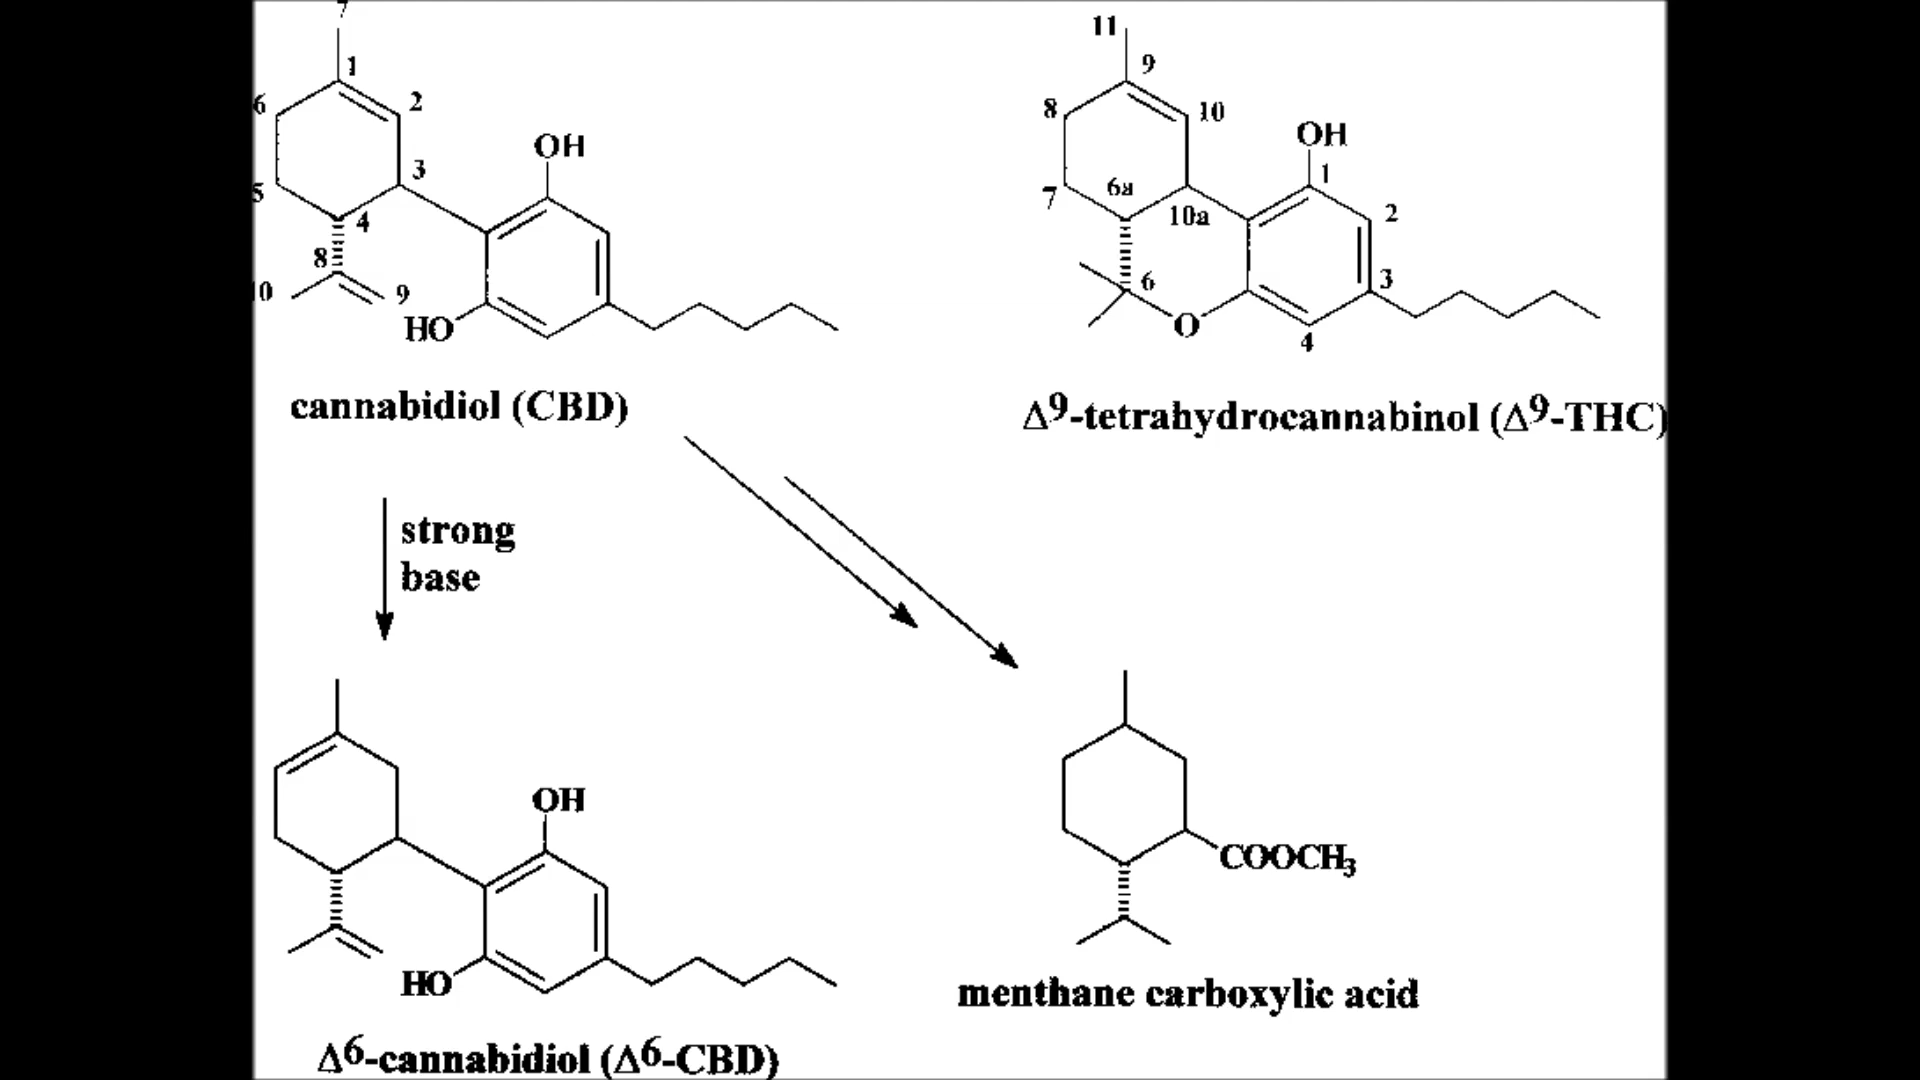 7
1
6
2
OH
3
5
4
8
10
9
HO
cannabidiol (CBD)
11
9
8
10
OH
1
7
6a
10a
2
6
3
O
4
Δ9-tetrahydrocannabinol (Δ9-THC)
strong
base
OH
HO
Δ6-cannabidiol (Δ6-CBD)
COOCH3
menthane carboxylic acid